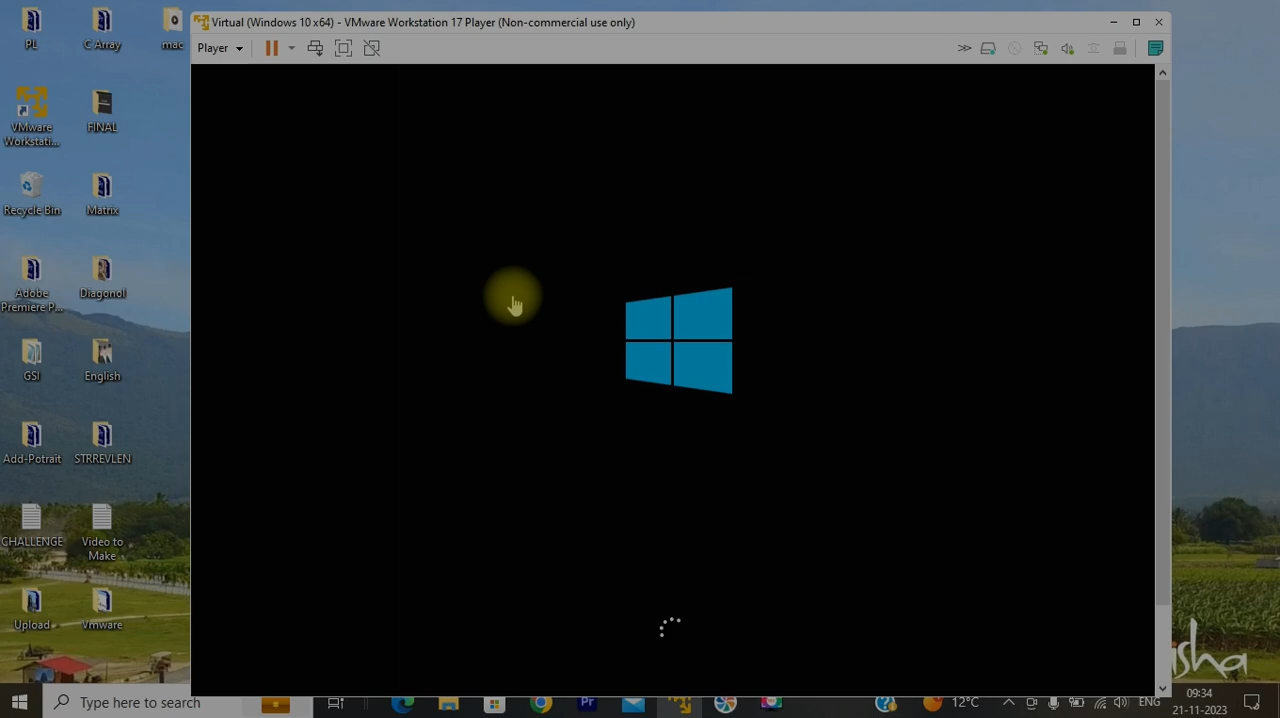 Virtual (Windows 10 x64) - VMware Workstation 17 Player (Non-commercial use only)
Player
PL
C Array
mac
VMware
Workstati...
FINAL
Recycle Bin
Matrix
Adobe
Premiere P...
Diagonol
GSI
English
Add-Potrait
STRREVLEN
CHALLENGE
Video to
Make
Upload
Vmware
Type here to search
Pr
12°C
ENG
09:34
21-11-2023